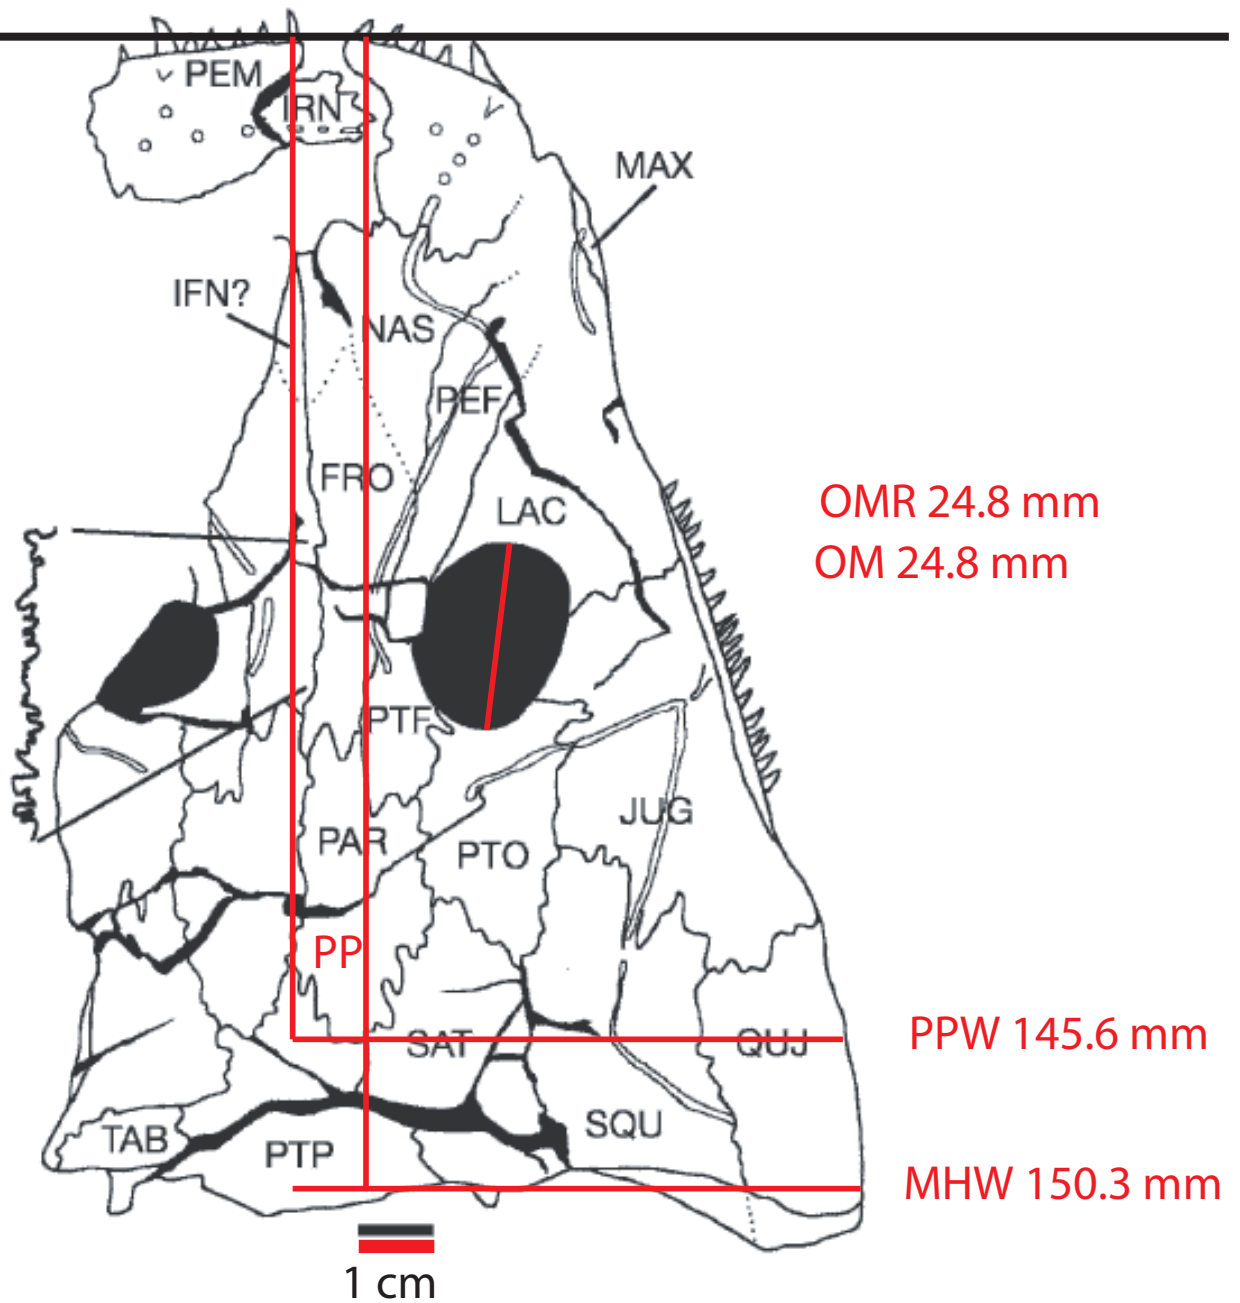 PEM
IRN
MAX
IFN?
NAS
PEF
FRO
LAC
OMR 24.8 mm
OM 24.8 mm
PTF
JUG
PAR
PTO
PP
SAT
QUJ
PPW 145.6 mm
SQU
TAB
PTP
MHW 150.3 mm
1 cm